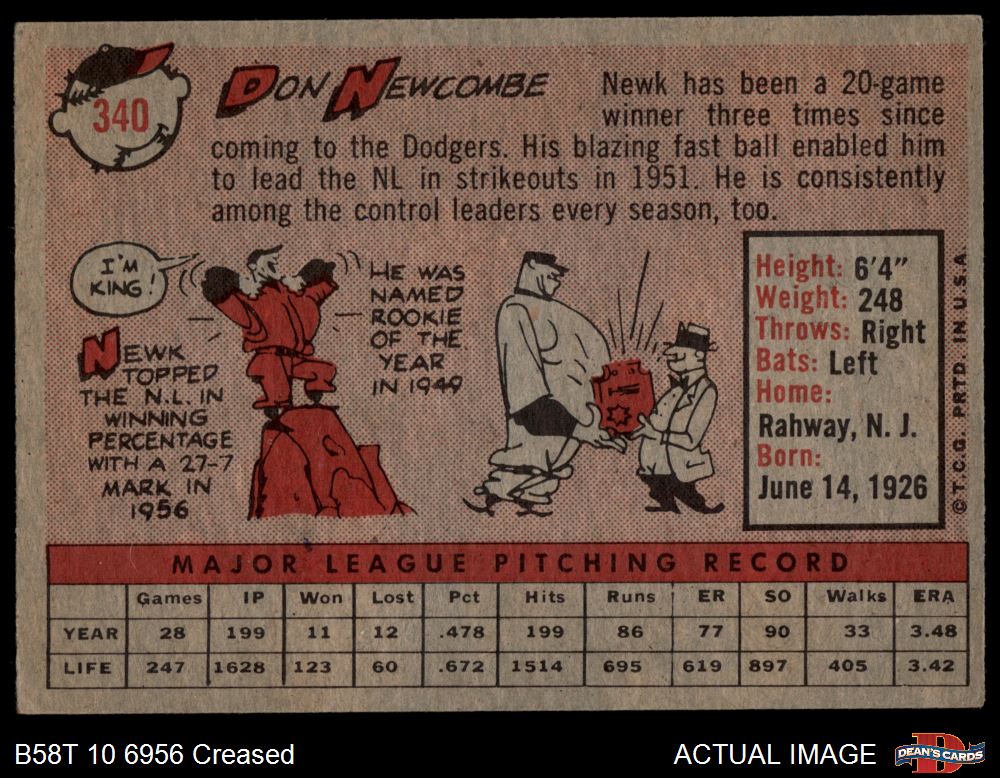 340
DON NEWCOMBE
Newk has been a 20-game
winner three times since
coming to the Dodgers. His blazing fast ball enabled him
to lead the NL in strikeouts in 1951. He is consistently
among the control leaders every season, too.
I'M
KING!
NEWK
TOPPED
THE N.L. IN
WINNING
PERCENTAGE
WITH A 27-7
MARK IN
1956
HE WAS
NAMED
ROOKIE
OF THE
YEAR
IN 1949
Height: 6'4"
Weight: 248
Throws: Right
Bats: Left
Home:
Rahway, N. J.
Born:
June 14, 1926
© T.C.G. PRTD. IN U.S.A.
MAJOR LEAGUE PITCHING RECORD
Games IP Won Lost Pct Hits Runs ER SO Walks ERA
YEAR 28 199 11 12 .478 199 86 77 90 33 3.48
LIFE 247 1628 123 60 .672 1514 695 619 897 405 3.42
B58T 10 6956 Creased
ACTUAL IMAGE
DEAN'S CARDS